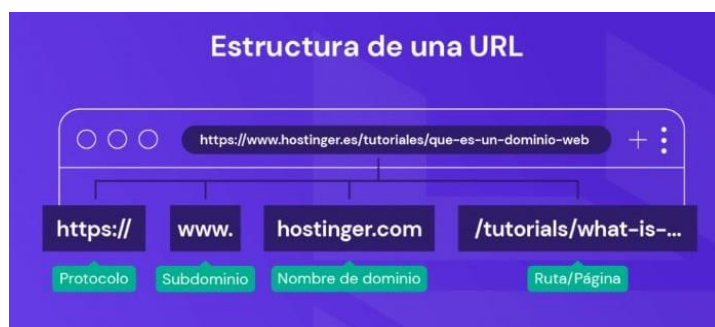 Estructura de una URL
https://www.hostinger.es/tutoriales/que-es-un-dominio-web
https:// www. hostinger.com /tutorials/what-is-...
Protocolo Subdominio Nombre de dominio Ruta/Página